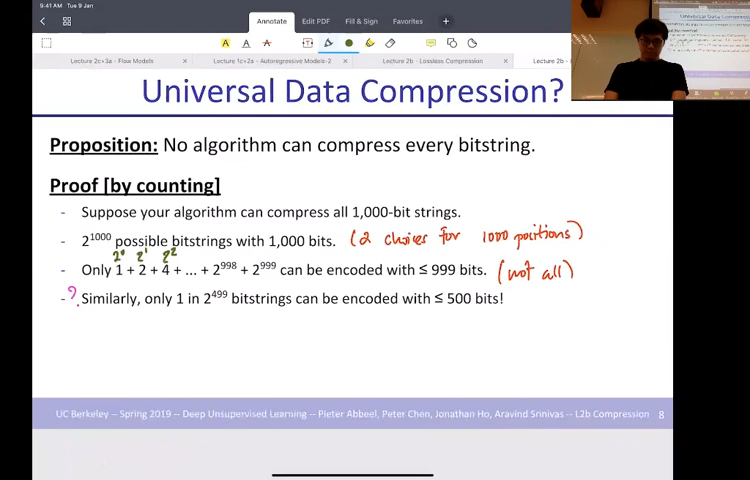 9:41 AM Tue 9 Jan
Annotate Edit PDF Fill & Sign Favorites +
Lecture 2c+3a - Flow Models Lecture 1c+2a - Autoregressive Models-2 Lecture 2b - Lossless Compression Lecture 2b - Los
Universal Data Compression?
Proposition: No algorithm can compress every bitstring.
Proof [by counting]
- Suppose your algorithm can compress all 1,000-bit strings.
- 2^1000 possible bitstrings with 1,000 bits. (2 choices for 1000 positions)
2^0 2^1 2^2
- Only 1 + 2 + 4 + ... + 2^998 + 2^999 can be encoded with ≤ 999 bits. (not all)
- ? Similarly, only 1 in 2^499 bitstrings can be encoded with ≤ 500 bits!
UC Berkeley -- Spring 2019 -- Deep Unsupervised Learning -- Pieter Abbeel, Peter Chen, Jonathan Ho, Aravind Srinivas -- L2b Compression 8